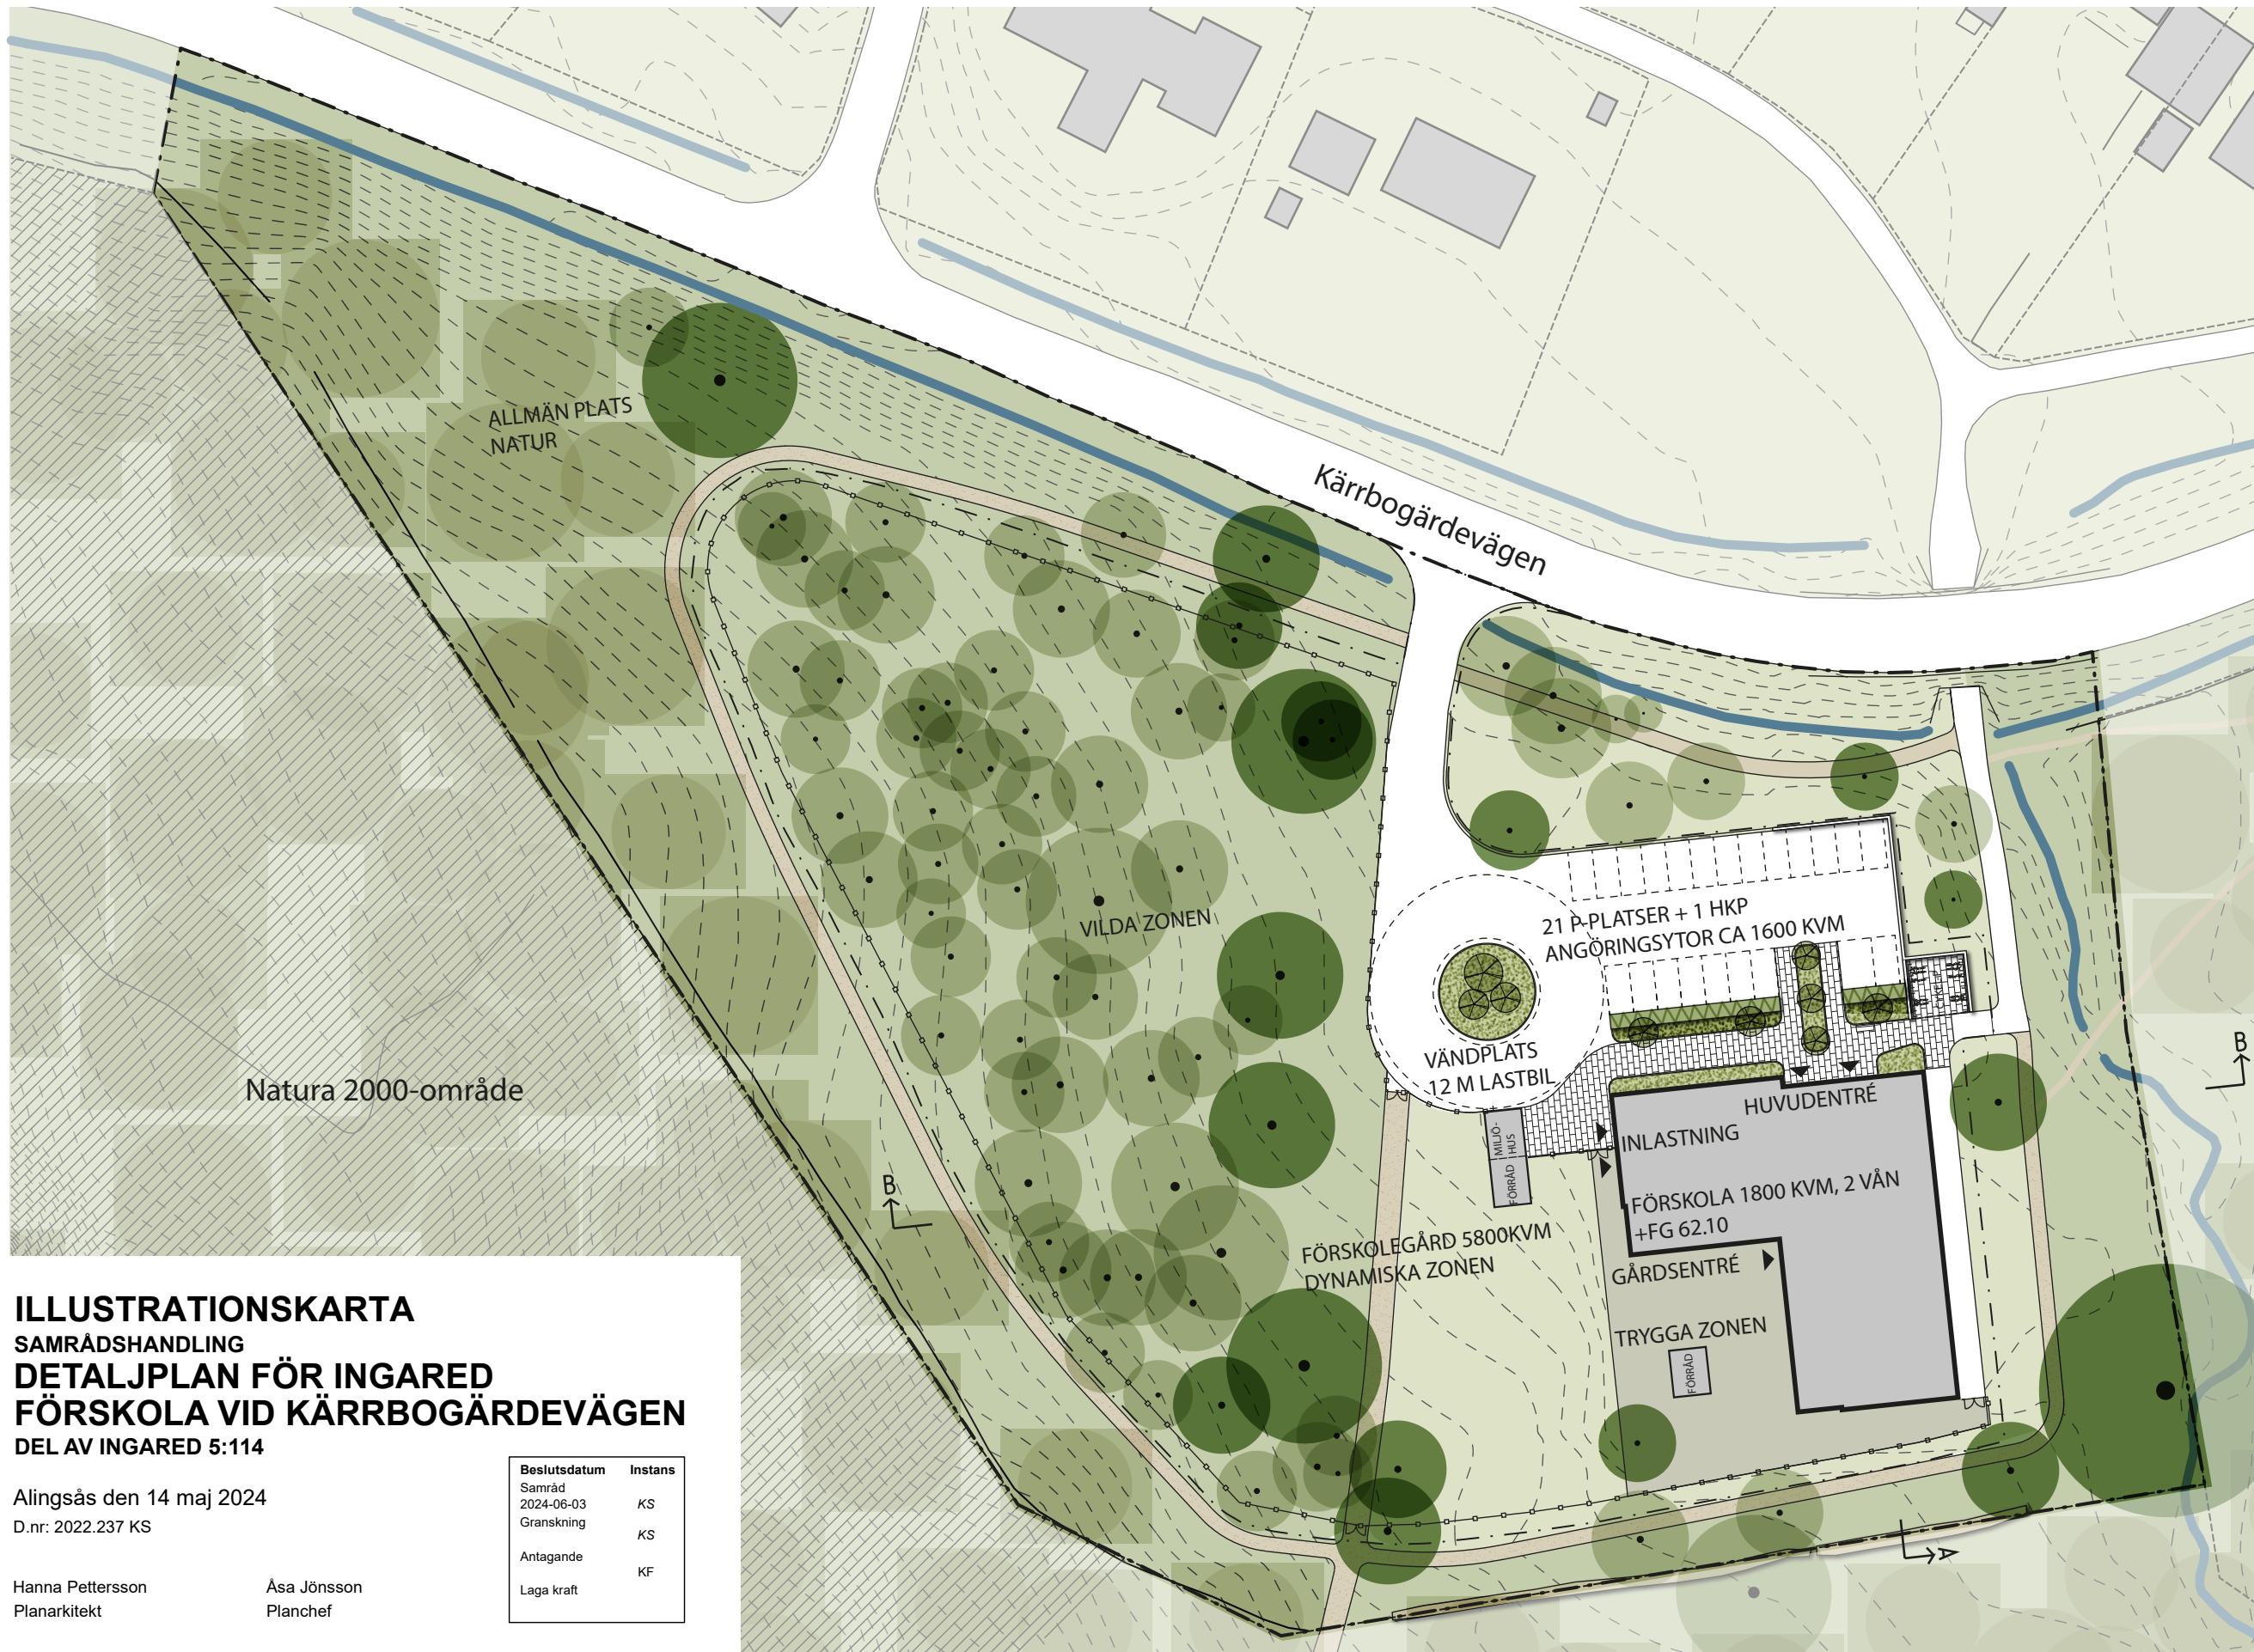 ALLMÄN PLATS
NATUR
Kärrbogärdevägen
VILDA ZONEN
21 P-PLATSER + 1 HKP
ANGÖRINGSYTOR CA 1600 KVM
VÄNDPLATS
12 M LASTBIL
HUVUDENTRÉ
MILJÖ-
HUS
FÖRRÅD
INLASTNING
FÖRSKOLA 1800 KVM, 2 VÅN
+FG 62.10
GÅRDSENTRÉ
FÖRSKOLEGÅRD 5800KVM
DYNAMISKA ZONEN
TRYGGA ZONEN
FÖRRÅD
Natura 2000-område
B
B
A
ILLUSTRATIONSKARTA
SAMRÅDSHANDLING
DETALJPLAN FÖR INGARED
FÖRSKOLA VID KÄRRBOGÄRDEVÄGEN
DEL AV INGARED 5:114
Alingsås den 14 maj 2024
D.nr: 2022.237 KS
Hanna Pettersson
Planarkitekt
Åsa Jönsson
Planchef
Beslutsdatum Instans
Samråd
2024-06-03 KS
Granskning
KS
Antagande
KF
Laga kraft